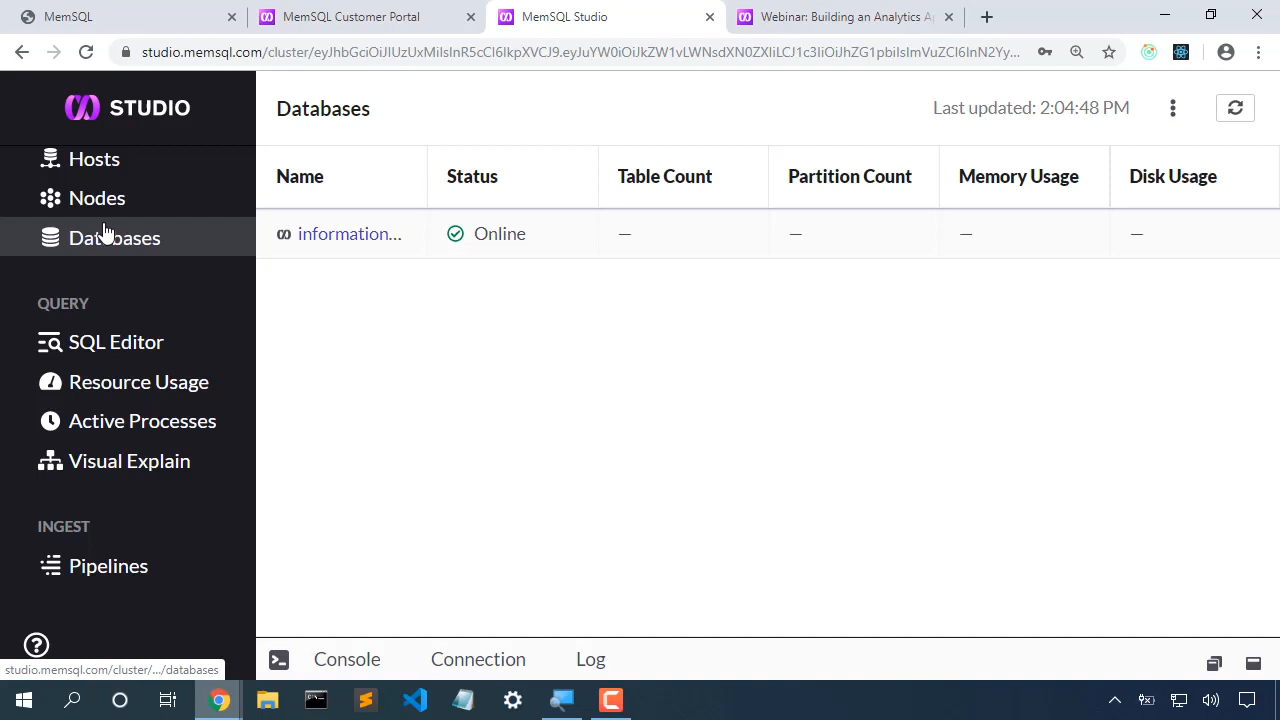 MemSQL
MemSQL Customer Portal
MemSQL Studio
Webinar: Building an Analytics A
studio.memsql.com/cluster/eyJhbGciOiJIUzUxMiIsInR5cCI6IkpXVCJ9.eyJuYW0iOiJkZW1vLWNsdXN0ZXIiLCJ1c3IiOiJhZG1pbiIsImVuZCI6InN2Yy...
STUDIO
Databases
Last updated: 2:04:48 PM
Hosts
Nodes
Databases
Name Status Table Count Partition Count Memory Usage Disk Usage
information... Online — — — —
QUERY
SQL Editor
Resource Usage
Active Processes
Visual Explain
INGEST
Pipelines
?
studio.memsql.com/cluster/.../databases
Console Connection Log